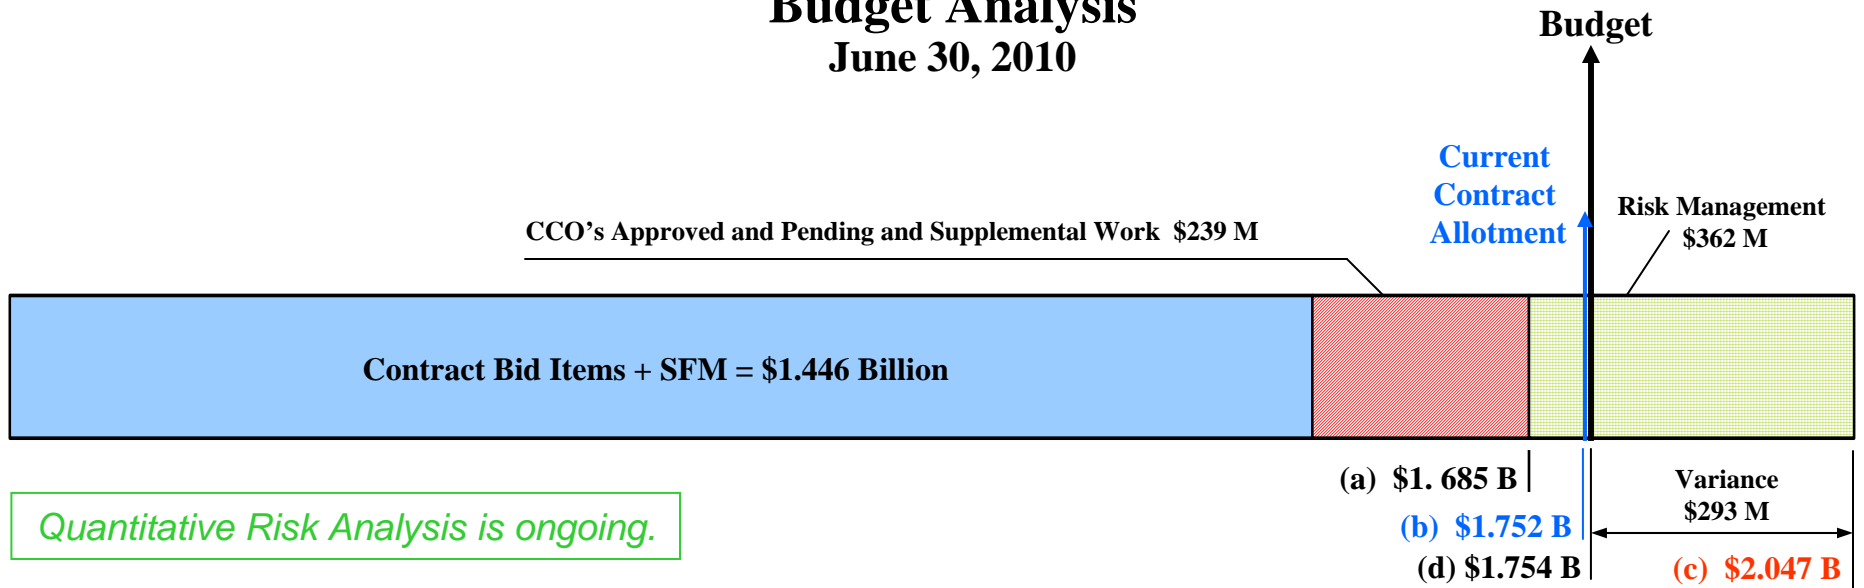 Budget Analysis
June 30, 2010
Budget
Current
Contract
Allotment
Risk Management
$362 M
CCO’s Approved and Pending and Supplemental Work $239 M
Contract Bid Items + SFM = $1.446 Billion
(a) $1. 685 B
Variance
$293 M
(b) $1.752 B
(d) $1.754 B
(c) $2.047 B
Quantitative Risk Analysis is ongoing.